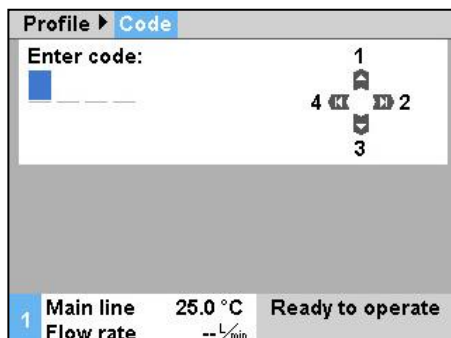 Profile Code
Enter code:
1
4 2
3
1
Main line 25.0 °C Ready to operate
Flow rate -- L/min